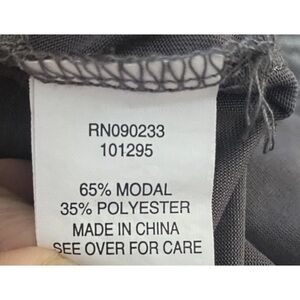 RN090233
101295
65% MODAL
35% POLYESTER
MADE IN CHINA
SEE OVER FOR CARE